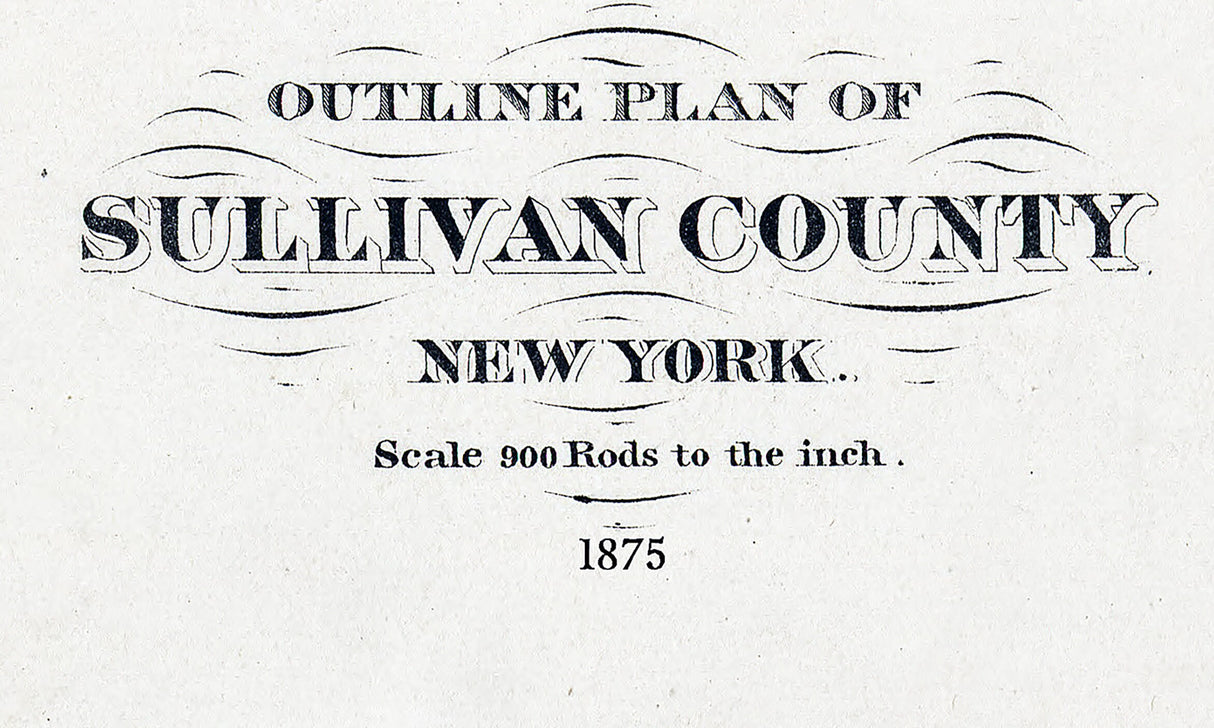 OUTLINE PLAN OF
SULLIVAN COUNTY
NEW YORK.
Scale 900 Rods to the inch.
1875